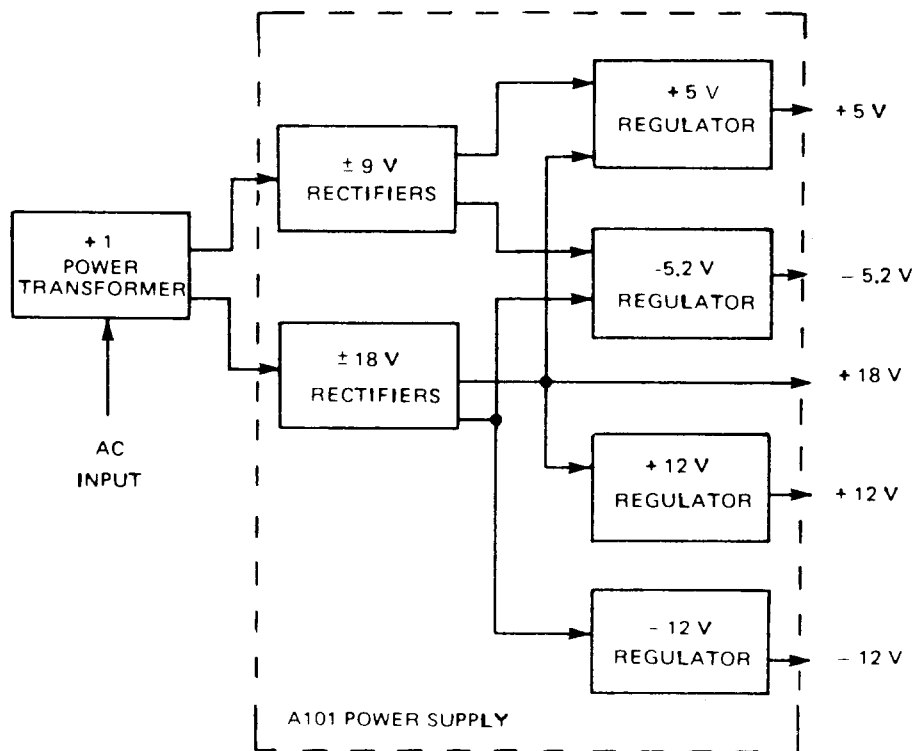 + 5 V
REGULATOR
+ 5 V
± 9 V
RECTIFIERS
+ 1
POWER
TRANSFORMER
-5.2 V
REGULATOR
– 5.2 V
± 18 V
RECTIFIERS
+ 18 V
AC
INPUT
+ 12 V
REGULATOR
+ 12 V
– 12 V
REGULATOR
– 12 V
A101 POWER SUPPLY